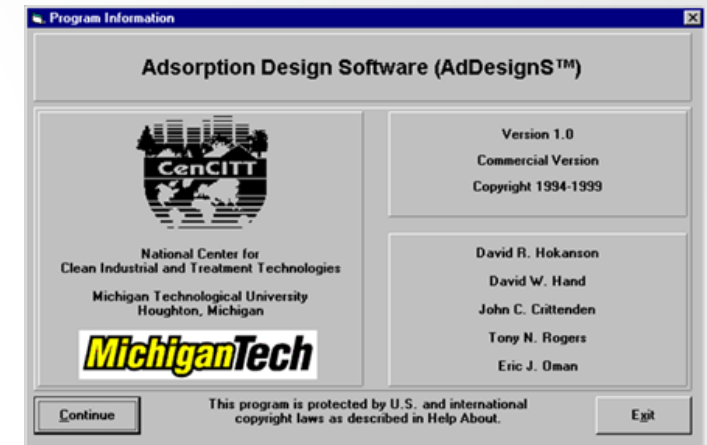 Program Information
Adsorption Design Software (AdDesignS™)
CenCITT
National Center for
Clean Industrial and Treatment Technologies
Michigan Technological University
Houghton, Michigan
MichiganTech
Version 1.0
Commercial Version
Copyright 1994-1999
David R. Hokanson
David W. Hand
John C. Crittenden
Tony N. Rogers
Eric J. Oman
Continue
This program is protected by U.S. and international
copyright laws as described in Help About.
Exit